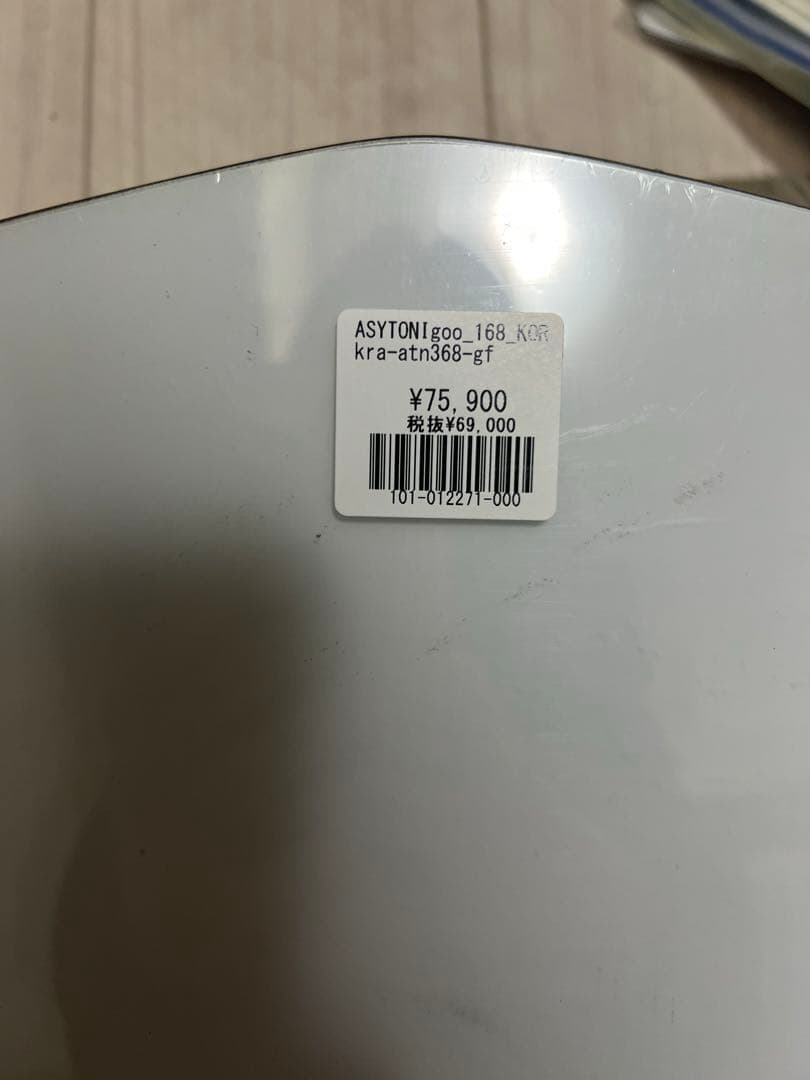 ASYTONIgoo_168_KOR
kra-atn368-gf
¥75,900
税抜¥69,000
101-012271-000